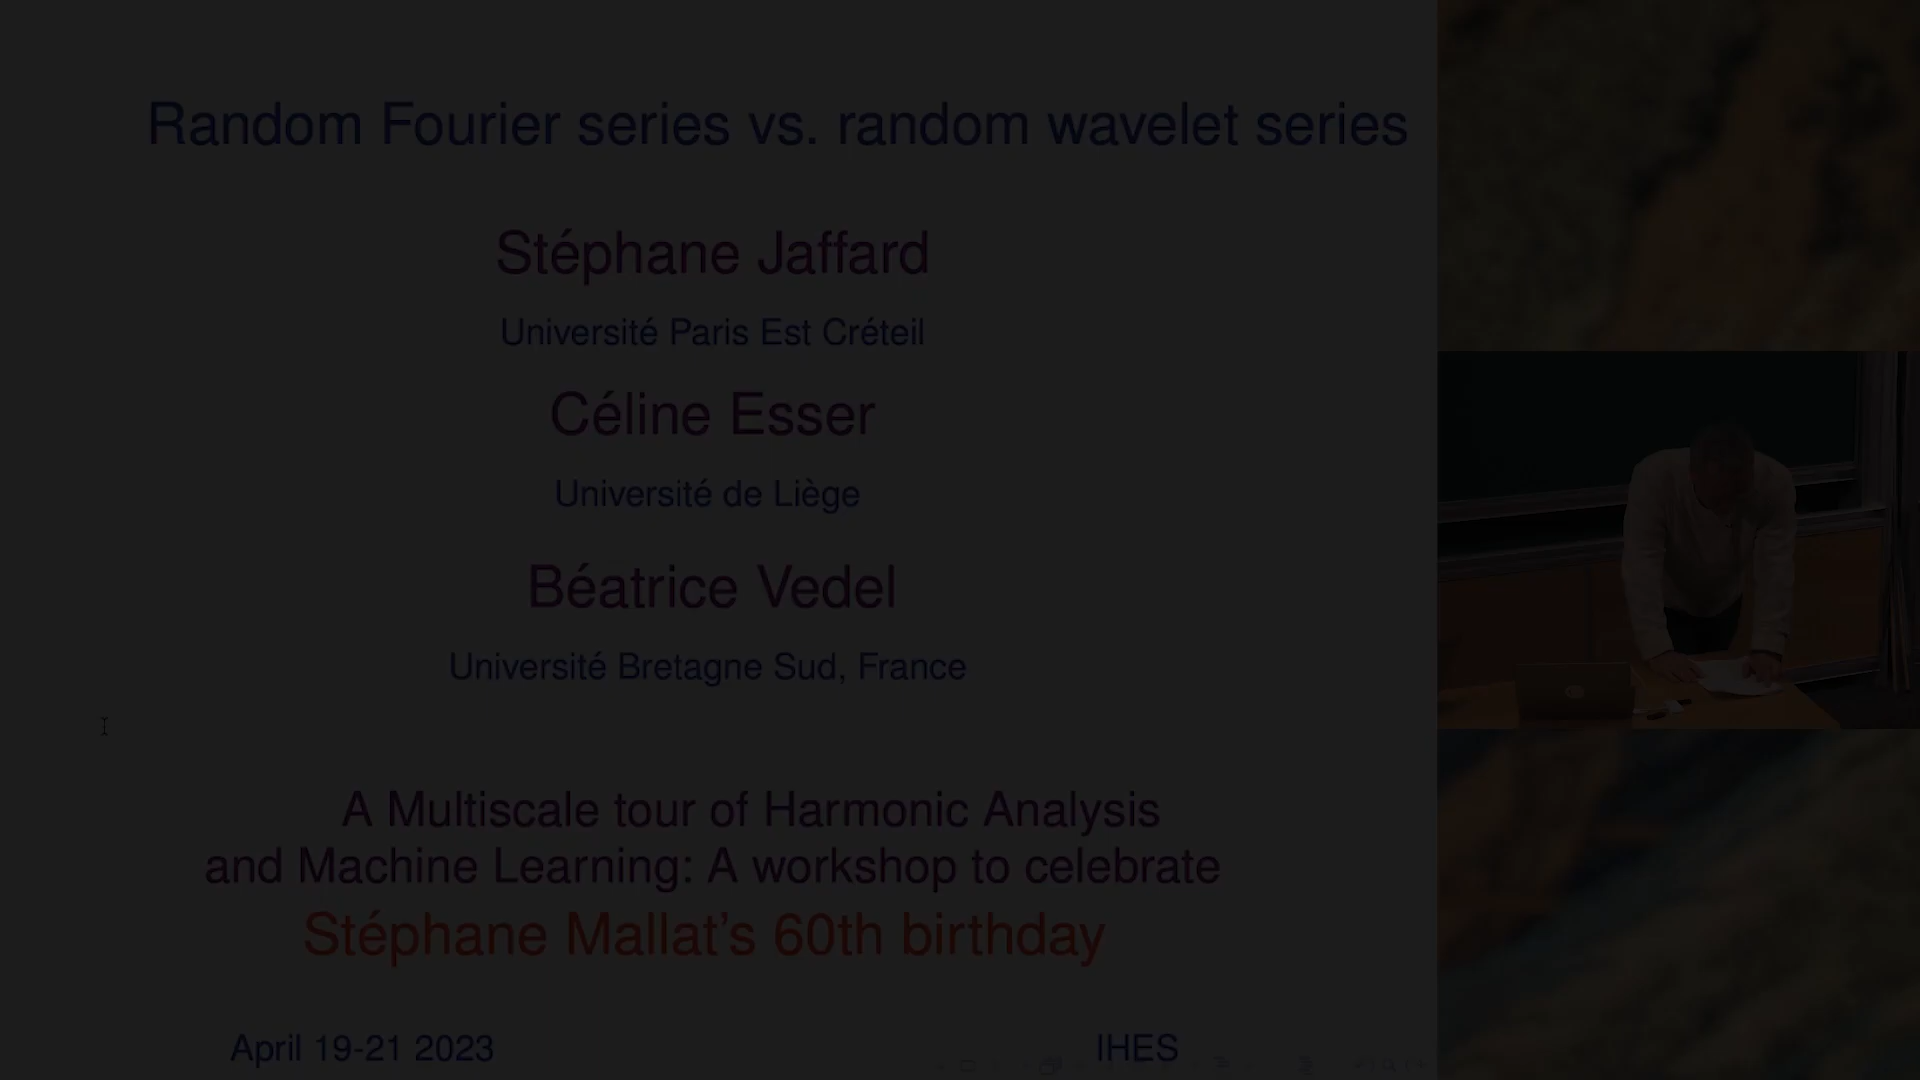 Random Fourier series vs. random wavelet series
Stéphane Jaffard
Université Paris Est Créteil
Céline Esser
Université de Liège
Béatrice Vedel
Université Bretagne Sud, France
A Multiscale tour of Harmonic Analysis
and Machine Learning: A workshop to celebrate
Stéphane Mallat's 60th birthday
April 19-21 2023
IHES